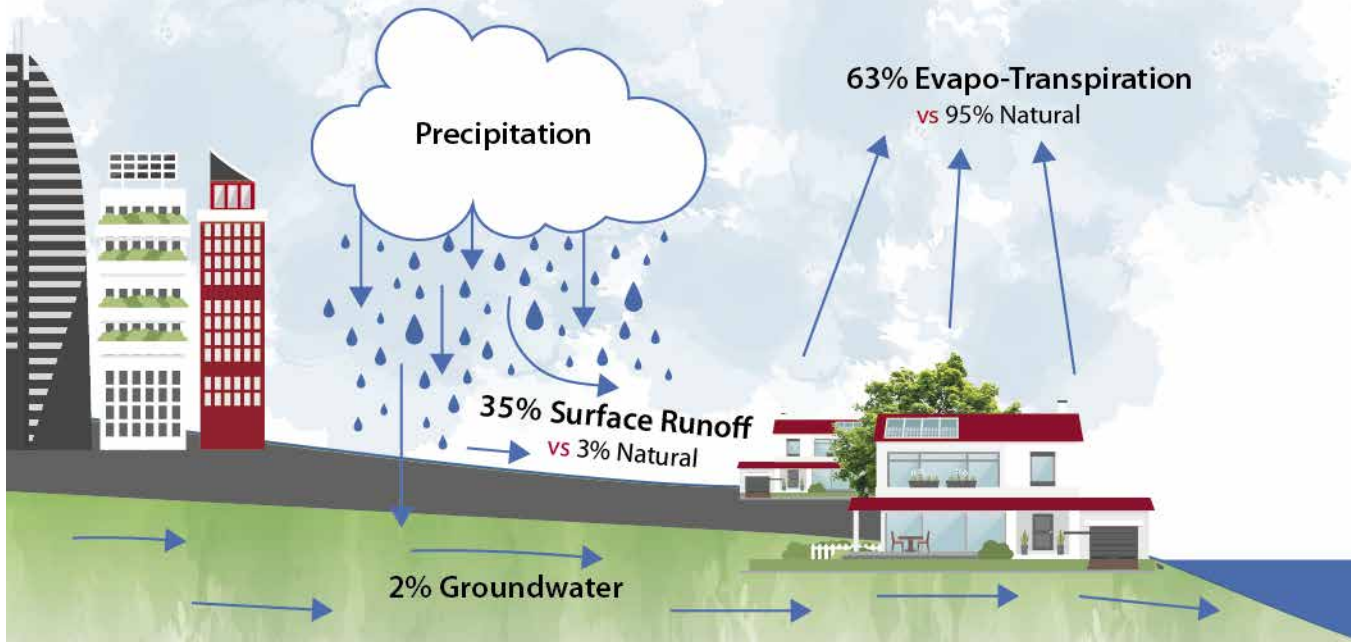 Precipitation
63% Evapo-Transpiration
vs 95% Natural
35% Surface Runoff
vs 3% Natural
2% Groundwater